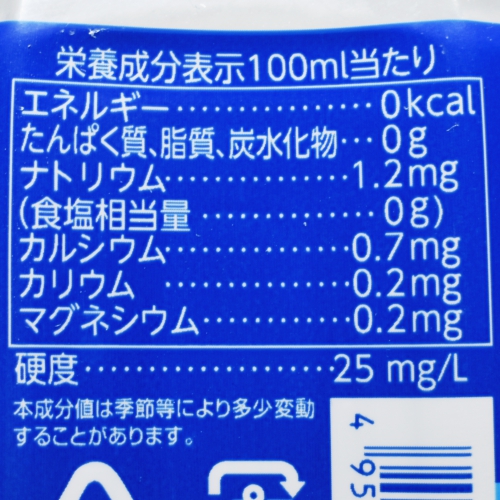 栄養成分表示100ml当たり
エネルギー··················0kcal
たんぱく質、脂質、炭水化物···0g
ナトリウム················1.2mg
(食塩相当量 ··············0g)
カルシウム················0.7mg
カリウム ················0.2mg
マグネシウム·············0.2mg
硬度······················25 mg/L
本成分値は季節等により多少変動
することがあります。
4 95